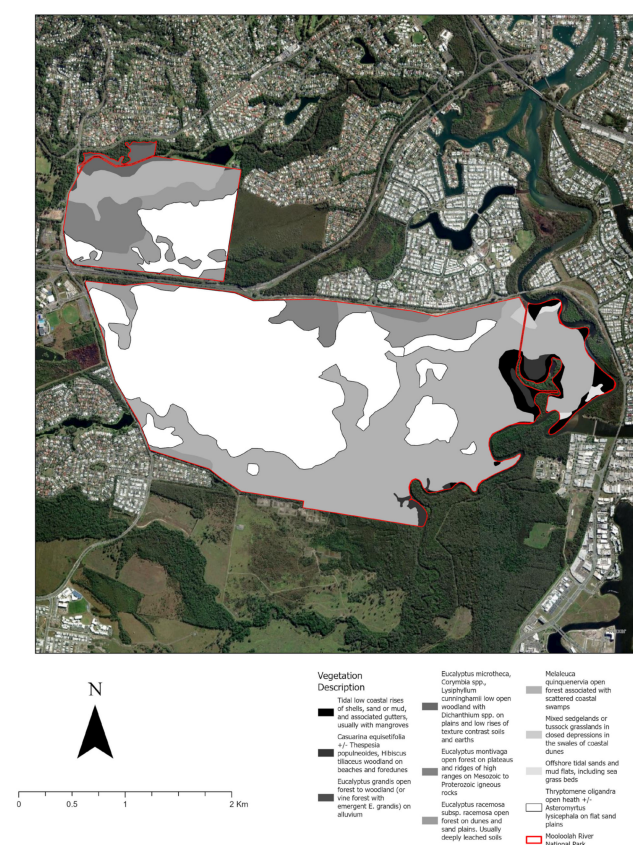 N
0 0.5 1 2 Km
Vegetation
Description
Tidal low coastal rises
of shells, sand or mud,
and associated gutters,
usually with mangroves
Casuarina equisetifolia
+/- Thespesia
populneoides, Hibiscus
tiliaceus woodland on
beaches and foredunes
Eucalyptus grandis open
forest to woodland (or
vine forest with
emergent E. grandis) on
alluvium
Eucalyptus microtheca,
Corymbia spp.,
Lysiphyllum
cunninghamii low open
woodland with
Dichanthium spp. on
plains and low rises of
texture contrast soils
and earths
Eucalyptus montivaga
open forest on plateaus
and ridges of high
ranges on Mesozoic to
Proterozoic igneous
rocks
Eucalyptus racemosa
subsp. racemosa open
forest on dunes and
sand plains. Usually
deeply leached soils
Melaleuca
quinquenervia open
forest associated with
scattered coastal
swamps
Mixed sedgelands or
tussock grasslands in
closed depressions in
the swales of coastal
dunes
Offshore tidal sands and
mud flats, including sea
grass beds
Thryptomene oligandra
open heath +/-
Asteromyrtus
lysicephala on flat sand
plains
Mooloolah River
National Park